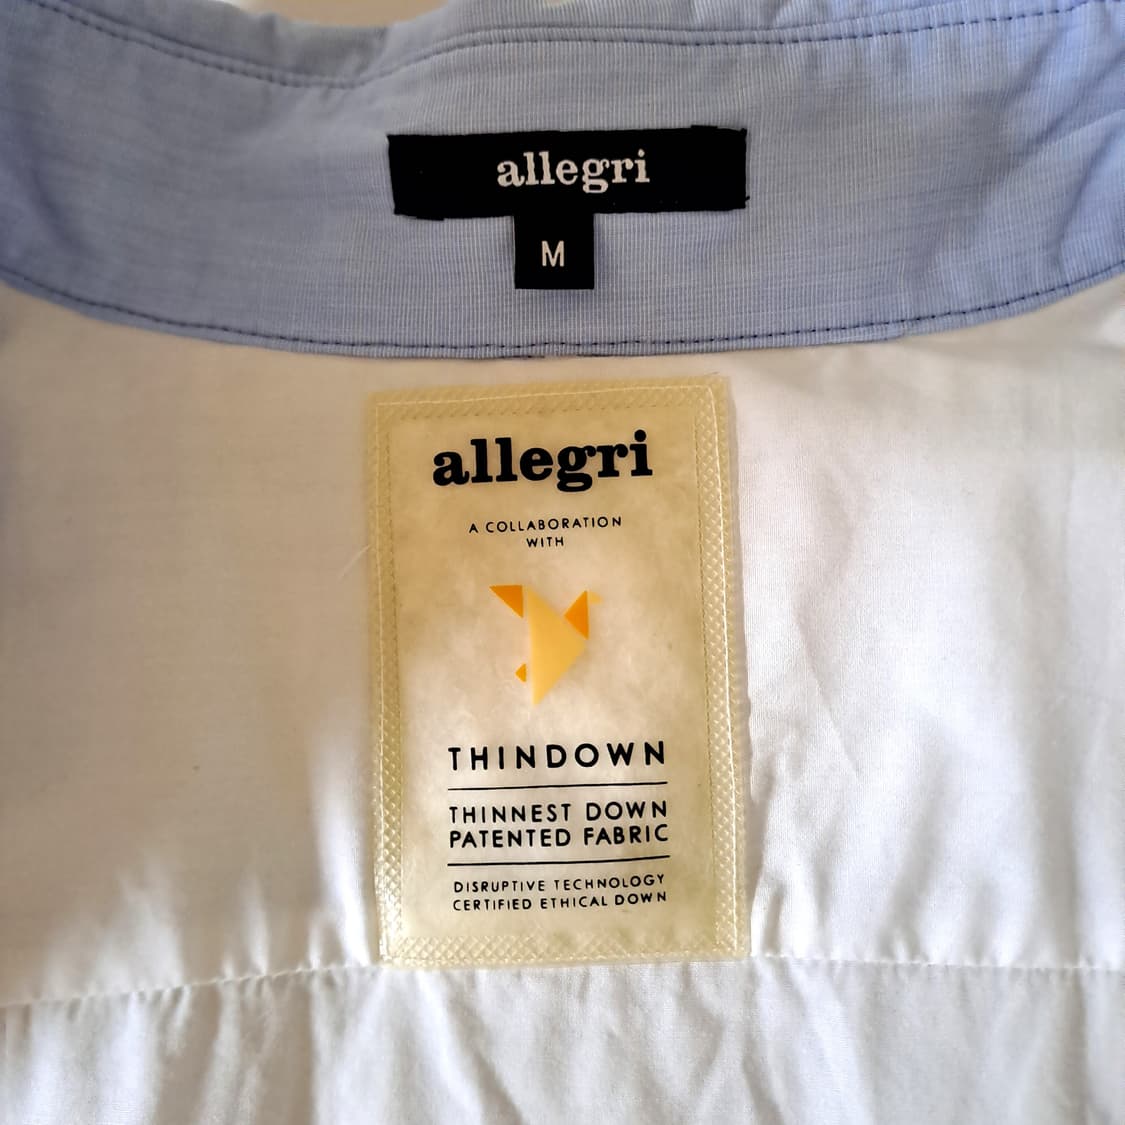 allegri
M
allegri
A COLLABORATION
WITH
THINDOWN
THINNEST DOWN
PATENTED FABRIC
DISRUPTIVE TECHNOLOGY
CERTIFIED ETHICAL DOWN